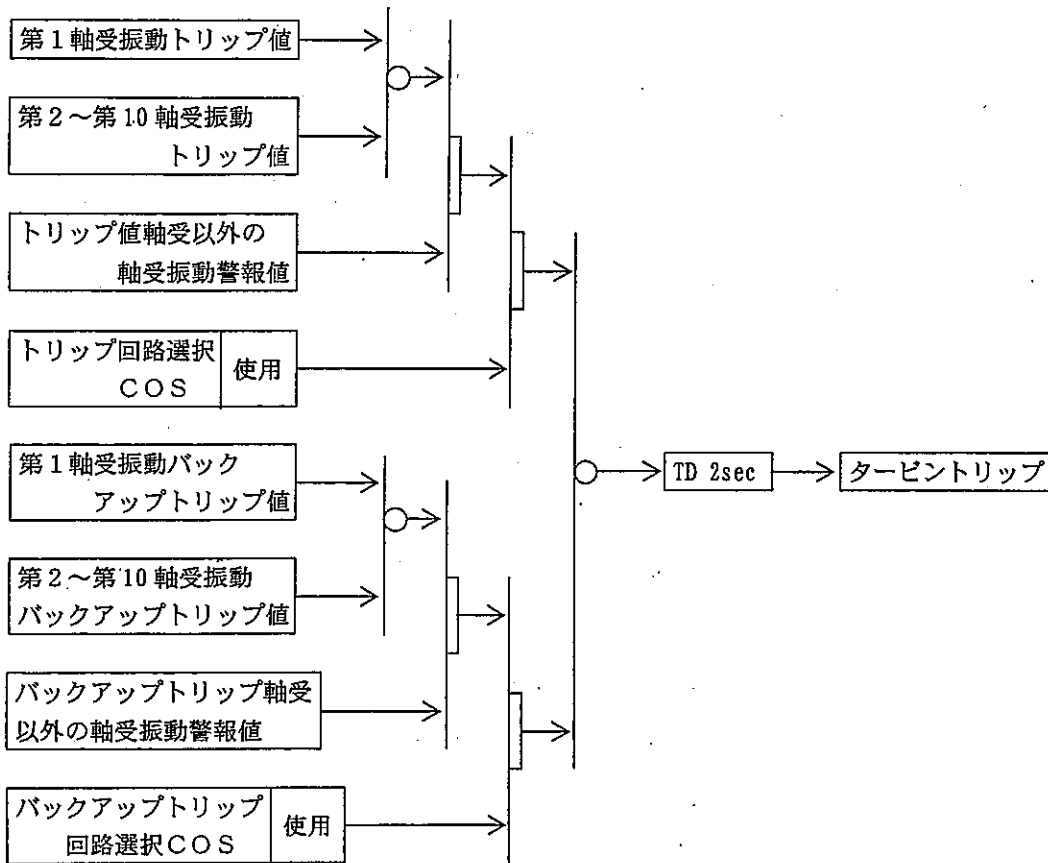 第1軸受振動トリップ値
第2～第10軸受振動
トリップ値
トリップ値軸受以外の
軸受振動警報値
トリップ回路選択
COS
使用
第1軸受振動バック
アップトリップ値
第2～第10軸受振動
バックアップトリップ値
バックアップトリップ軸受
以外の軸受振動警報値
バックアップトリップ
回路選択COS
使用
TD 2sec
タービントリップ